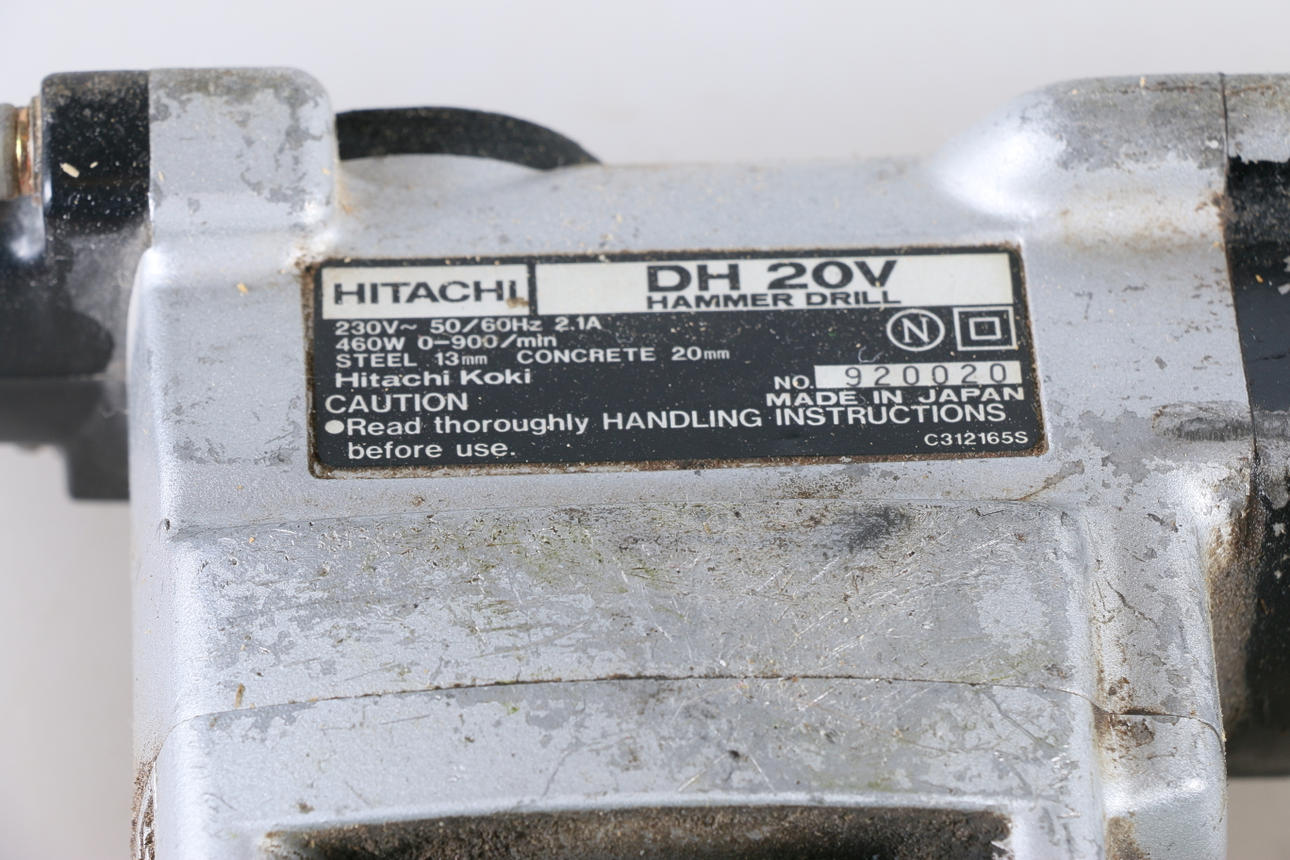 HITACHI
DH 20V
HAMMER DRILL
230V~ 50/60Hz 2.1A
460W 0-900/min
STEEL 13mm CONCRETE 20mm
N
Hitachi Koki
NO. 920020
CAUTION
MADE IN JAPAN
●Read thoroughly HANDLING INSTRUCTIONS
before use.
C312165S